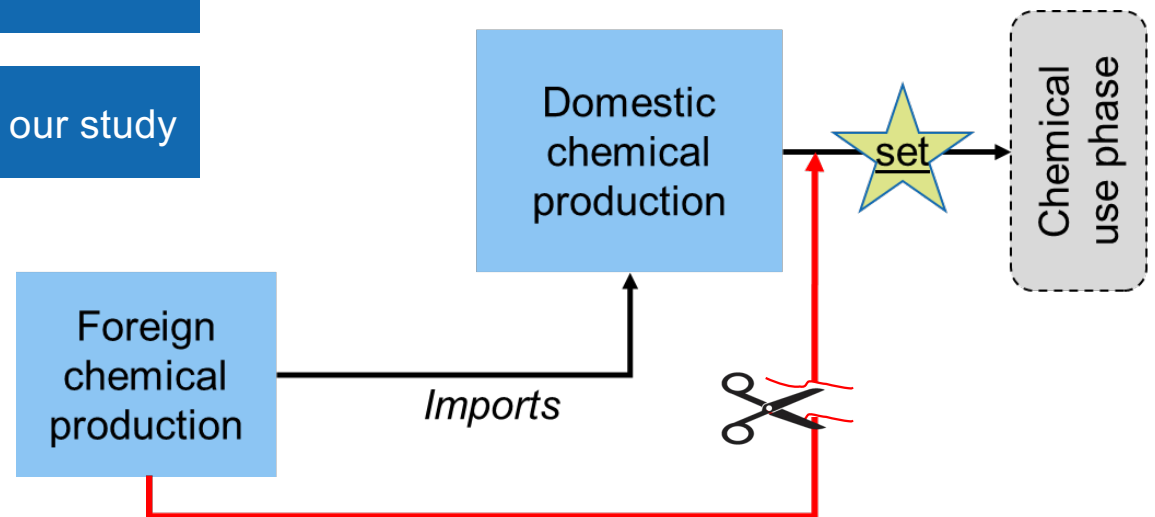 our study
Domestic
chemical
production
set
Chemical
use phase
Foreign
chemical
production
Imports